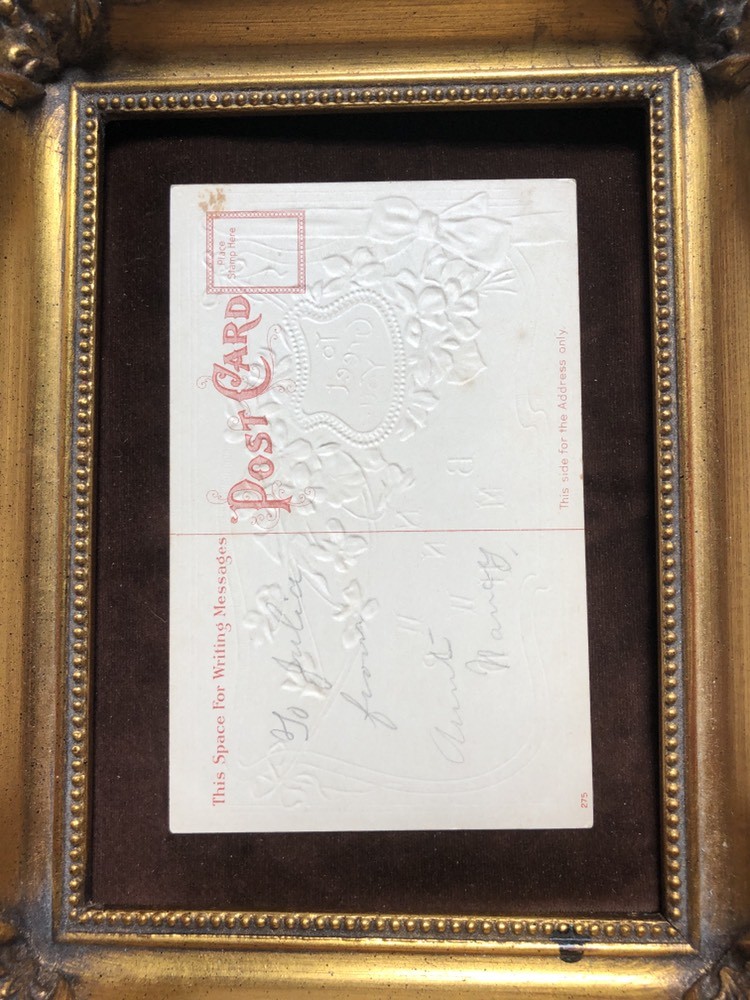 Place
Stamp Here
POST CARD
This Space For Writing Messages
This side for the Address only.
To Julia
from
Aunt
" "
Nancy.
275